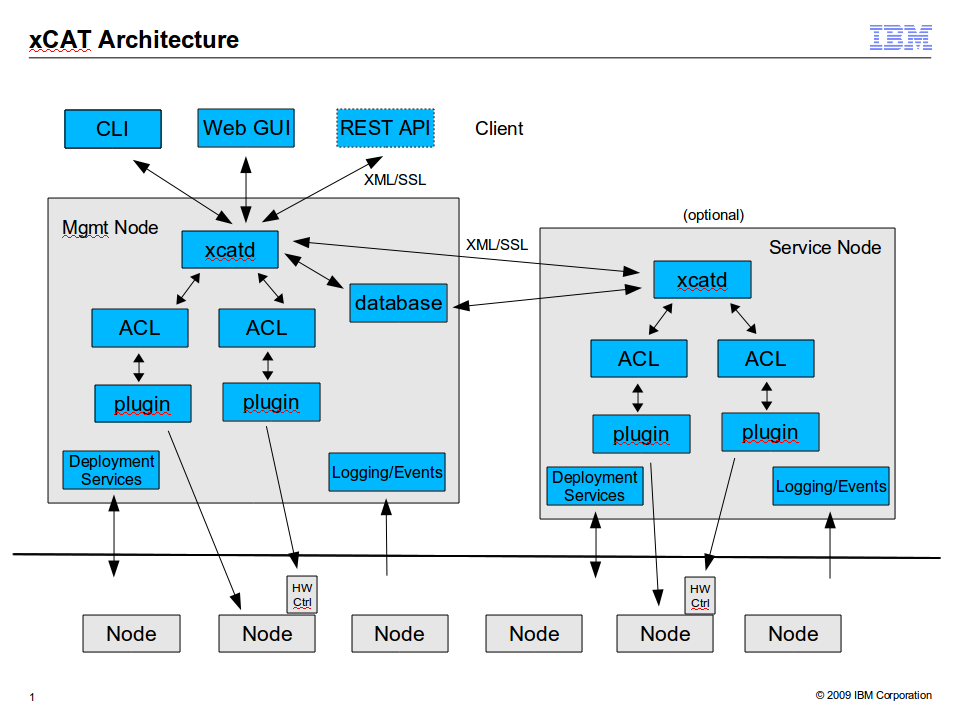 xCAT Architecture
IBM
CLI
Web GUI
REST API
Client
XML/SSL
Mgmt Node
xcatd
XML/SSL
(optional)
Service Node
xcatd
database
ACL
ACL
ACL
ACL
plugin
plugin
plugin
plugin
Deployment
Services
Logging/Events
Deployment
Services
Logging/Events
HW
Ctrl
HW
Ctrl
Node
Node
Node
Node
Node
Node
1
© 2009 IBM Corporation